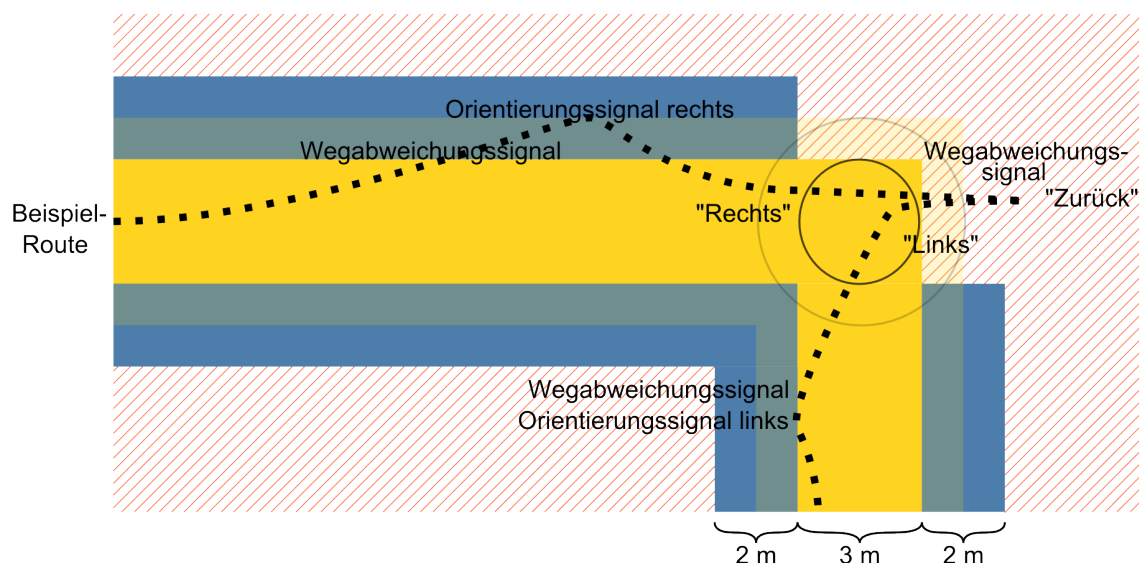 Orientierungssignal rechts
Wegabweichungssignal
Wegabweichungs-
signal
"Zurück"
Beispiel-
Route
"Rechts"
"Links"
Wegabweichungssignal
Orientierungssignal links
2 m
3 m
2 m